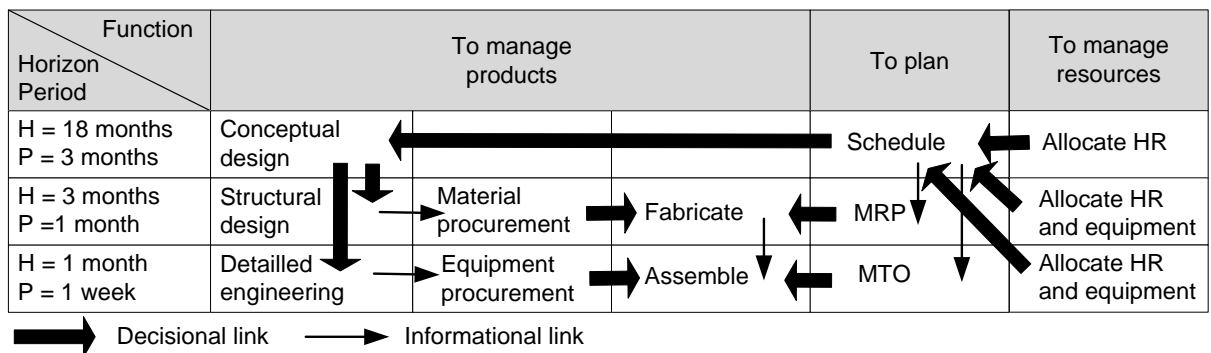 Function
Horizon
Period
To manage
products
To plan
To manage
resources
H = 18 months
P = 3 months
Conceptual
design
Schedule
Allocate HR
H = 3 months
P =1 month
Structural
design
Material
procurement
Fabricate
MRP
Allocate HR
and equipment
H = 1 month
P = 1 week
Detailled
engineering
Equipment
procurement
Assemble
MTO
Allocate HR
and equipment
Decisional link
Informational link